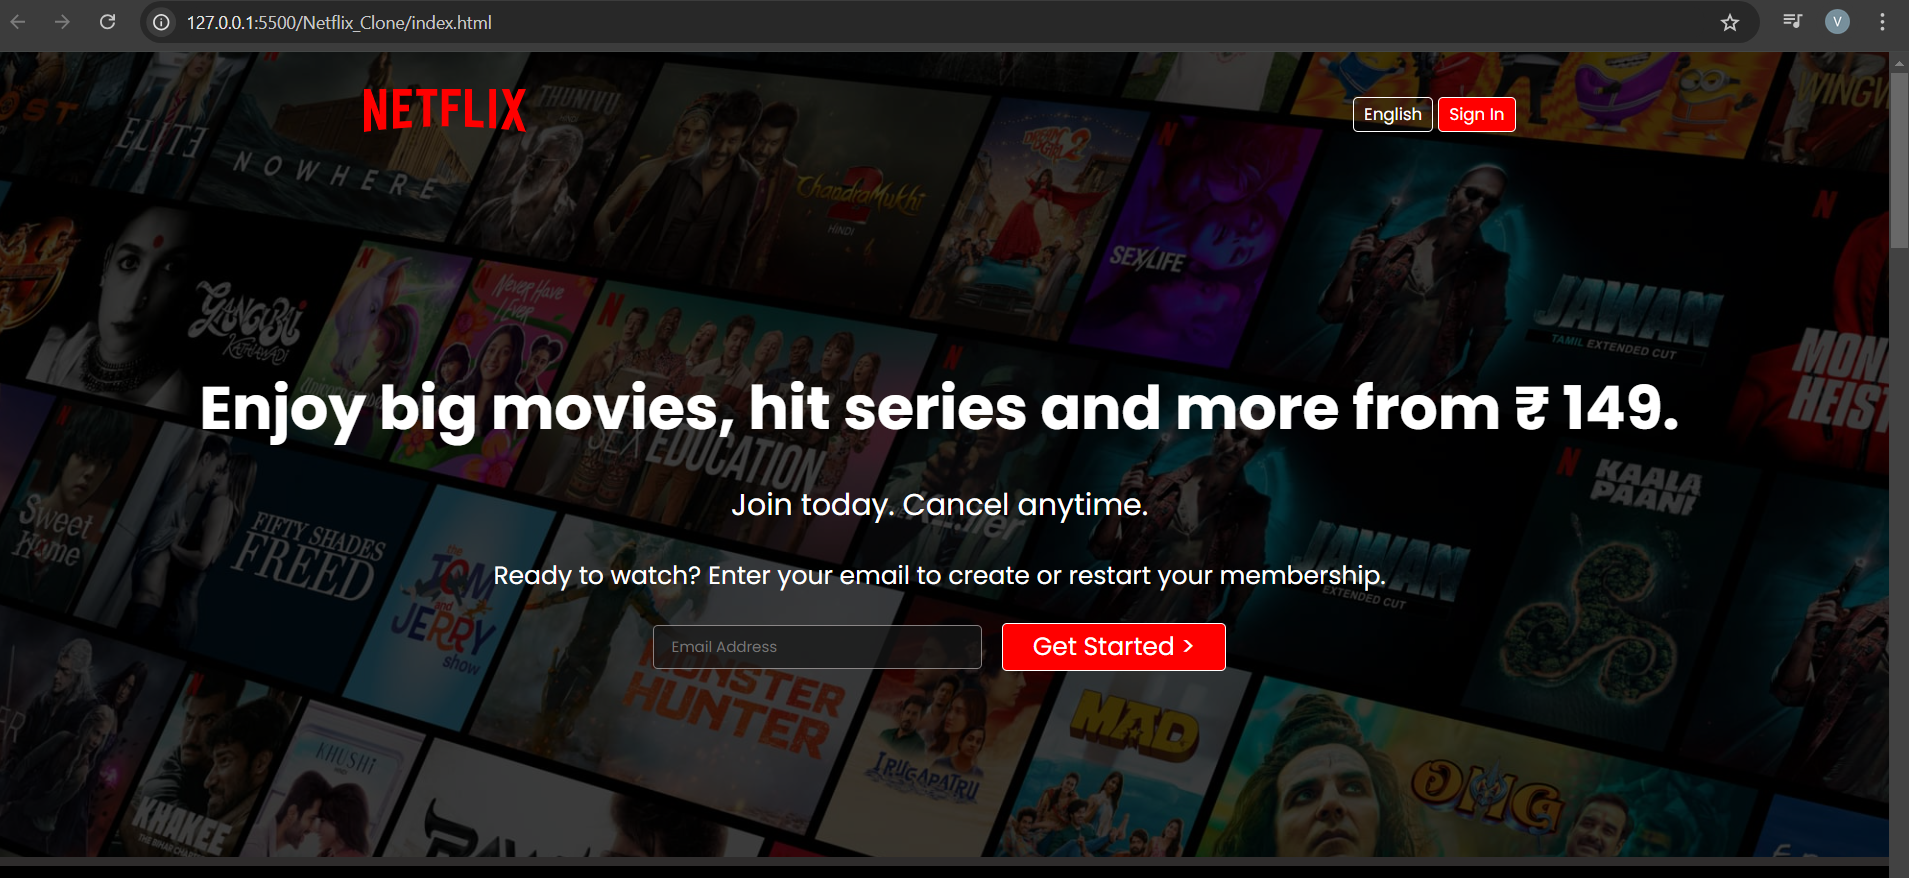 127.0.0.1:5500/Netflix_Clone/index.html
V
NETFLIX
English
Sign In
ELITE
NOWHERE
THUNIVU
ChandraMukhi
2
HINDI
SEX/LIFE
JAWAN
TAMIL EXTENDED CUT
GANGUBAI
KATHIAWADI
Never Have
I Ever
Enjoy big movies, hit series and more from ₹ 149.
SEX EDUCATION
Join today. Cancel anytime.
Sweet
Home
FIFTY SHADES
FREED
KAALA
PAANI
JAWAN
EXTENDED CUT
Ready to watch? Enter your email to create or restart your membership.
the
TOM
and
JERRY
show
Email Address
Get Started >
MONSTER
HUNTER
MAD
IRUGAPATRU
KHUSHI
KHAKEE
OMG